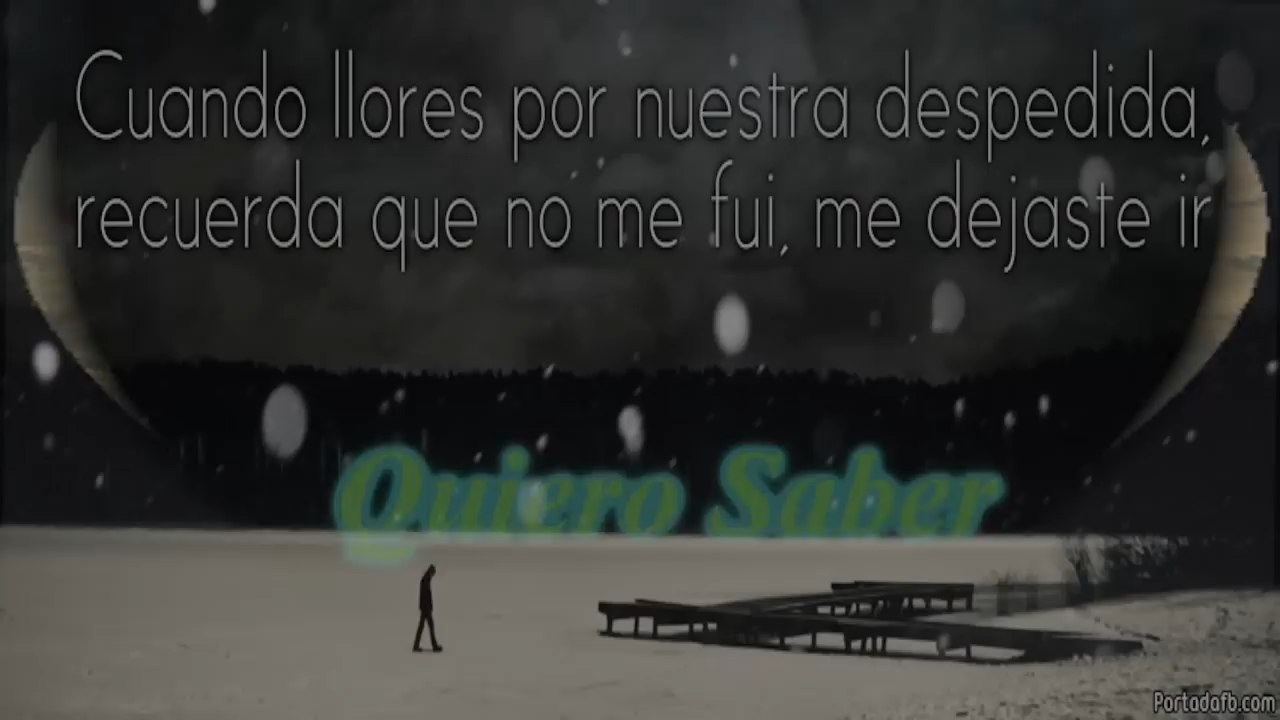 Cuando llores por nuestra despedida,
recuerda que no me fui, me dejaste ir
Quiero Saber
Portadafb.com